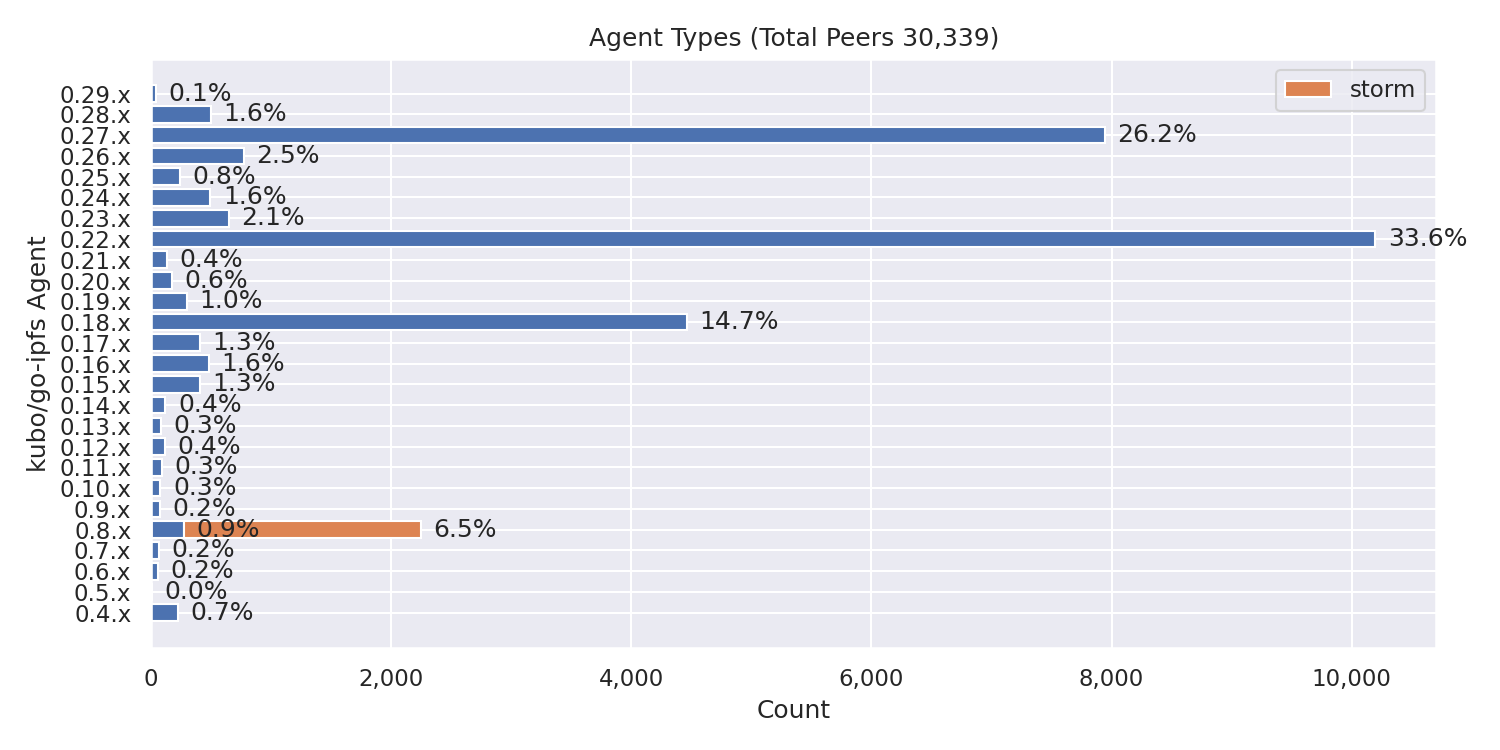 Agent Types (Total Peers 30,339)
storm
kubo/go-ipfs Agent
0.29.x 0.1%
0.28.x 1.6%
0.27.x 26.2%
0.26.x 2.5%
0.25.x 0.8%
0.24.x 1.6%
0.23.x 2.1%
0.22.x 33.6%
0.21.x 0.4%
0.20.x 0.6%
0.19.x 1.0%
0.18.x 14.7%
0.17.x 1.3%
0.16.x 1.6%
0.15.x 1.3%
0.14.x 0.4%
0.13.x 0.3%
0.12.x 0.4%
0.11.x 0.3%
0.10.x 0.3%
0.9.x 0.2%
0.8.x 0.9% 6.5%
0.7.x 0.2%
0.6.x 0.2%
0.5.x 0.0%
0.4.x 0.7%
0 2,000 4,000 6,000 8,000 10,000
Count